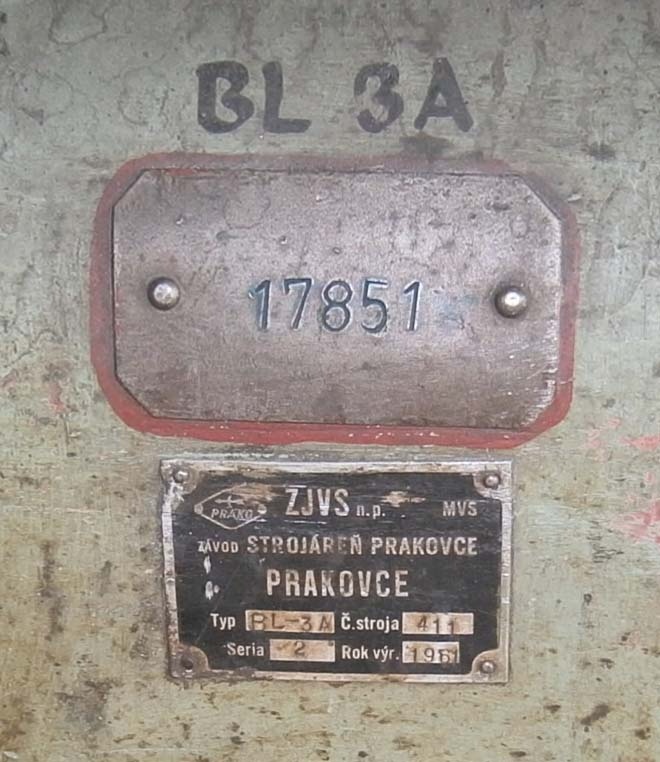 BL 3A
17851
PRAKO ZJVS n.p. MVS
ZÁVOD STROJÁREŇ PRAKOVCE
PRAKOVCE
Typ BL-3A Č.stroja 411
Seria 2 Rok výr. 1981